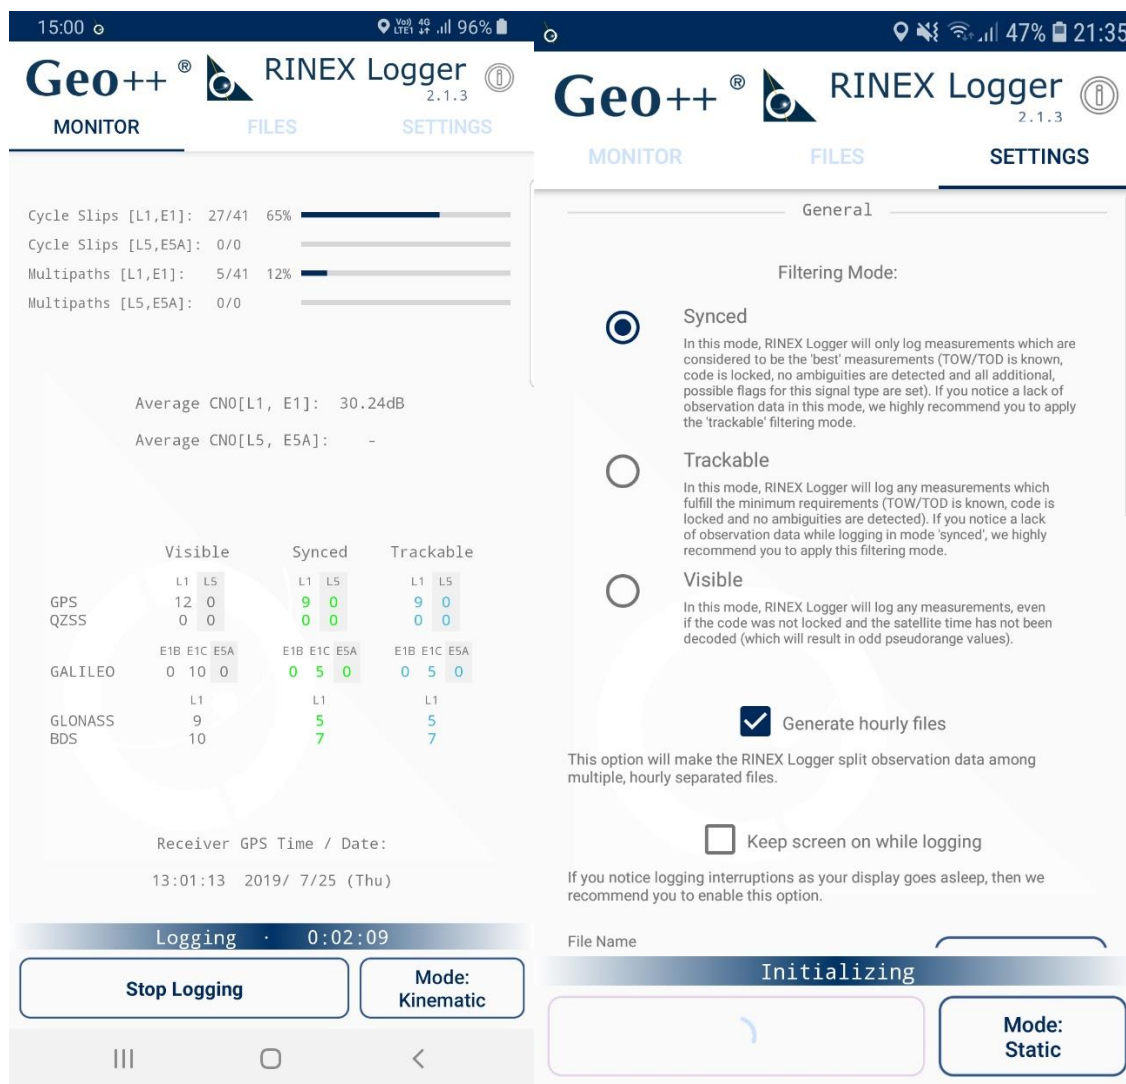 15:00 Vo)) LTE1 4G 96%
Geo++ ® RINEX Logger
2.1.3
MONITOR FILES SETTINGS
Cycle Slips [L1,E1]: 27/41 65%
Cycle Slips [L5,E5A]: 0/0
Multipaths [L1,E1]: 5/41 12%
Multipaths [L5,E5A]: 0/0
Average CN0[L1, E1]: 30.24dB
Average CN0[L5, E5A]: -
Visible Synced Trackable
L1 L5 L1 L5 L1 L5
GPS 12 0 9 0 9 0
QZSS 0 0 0 0 0 0
E1B E1C E5A E1B E1C E5A E1B E1C E5A
GALILEO 0 10 0 0 5 0 0 5 0
L1 L1 L1
GLONASS 9 5 5
BDS 10 7 7
Receiver GPS Time / Date:
13:01:13 2019/ 7/25 (Thu)
Logging · 0:02:09
Stop Logging
Mode:
Kinematic
47% 21:35
Geo++ ® RINEX Logger
2.1.3
MONITOR FILES SETTINGS
General
Filtering Mode:
Synced
In this mode, RINEX Logger will only log measurements which are
considered to be the 'best' measurements (TOW/TOD is known,
code is locked, no ambiguities are detected and all additional,
possible flags for this signal type are set). If you notice a lack of
observation data in this mode, we highly recommend you to apply
the 'trackable' filtering mode.
Trackable
In this mode, RINEX Logger will log any measurements which
fulfill the minimum requirements (TOW/TOD is known, code is
locked and no ambiguities are detected). If you notice a lack
of observation data while logging in mode 'synced', we highly
recommend you to apply this filtering mode.
Visible
In this mode, RINEX Logger will log any measurements, even
if the code was not locked and the satellite time has not been
decoded (which will result in odd pseudorange values).
Generate hourly files
This option will make the RINEX Logger split observation data among
multiple, hourly separated files.
Keep screen on while logging
If you notice logging interruptions as your display goes asleep, then we
recommend you to enable this option.
File Name
Initializing
Mode:
Static